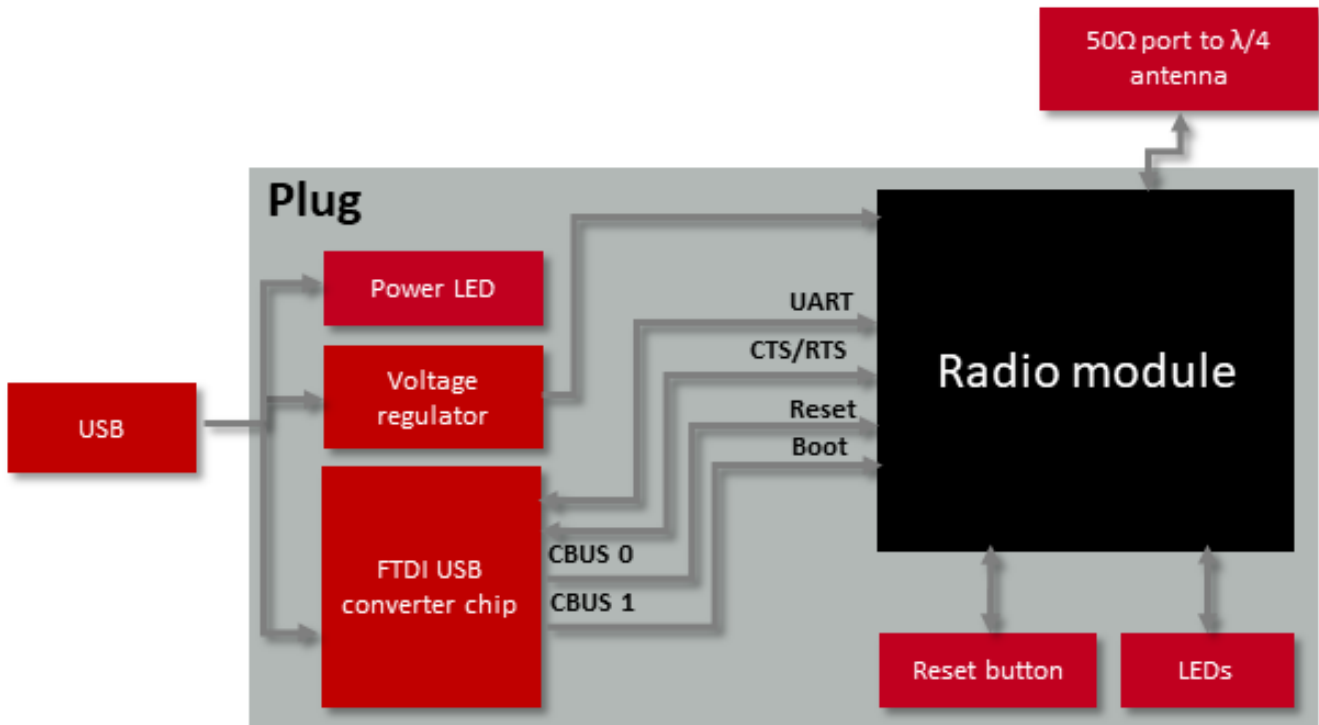 50Ω port to λ/4
antenna
Plug
Power LED
UART
CTS/RTS
Voltage
regulator
Radio module
USB
Reset
Boot
CBUS 0
FTDI USB
converter chip
CBUS 1
Reset button
LEDs